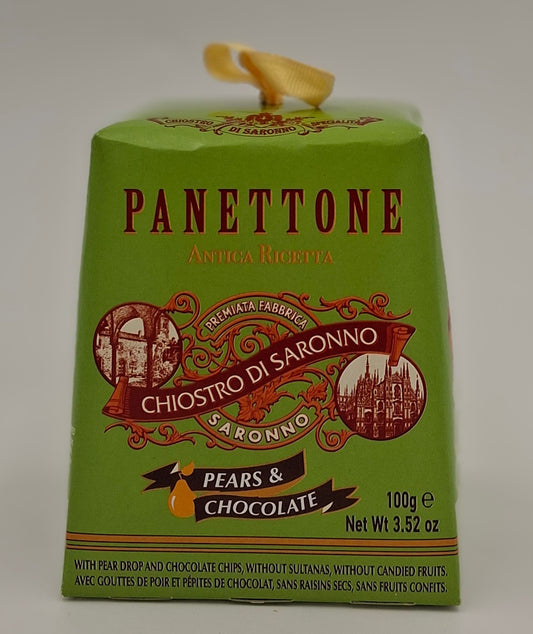 CHIOSTRO
DI SARONNO
SPECIALITÀ
PANETTONE
ANTICA RICETTA
PREMIATA FABBRICA
CHIOSTRO DI SARONNO
SARONNO
PEARS &
CHOCOLATE
100g ℮
Net Wt 3.52 oz
WITH PEAR DROP AND CHOCOLATE CHIPS, WITHOUT SULTANAS, WITHOUT CANDIED FRUITS.
AVEC GOUTTES DE POIR ET PÉPITES DE CHOCOLAT, SANS RAISINS SECS, SANS FRUITS CONFITS.